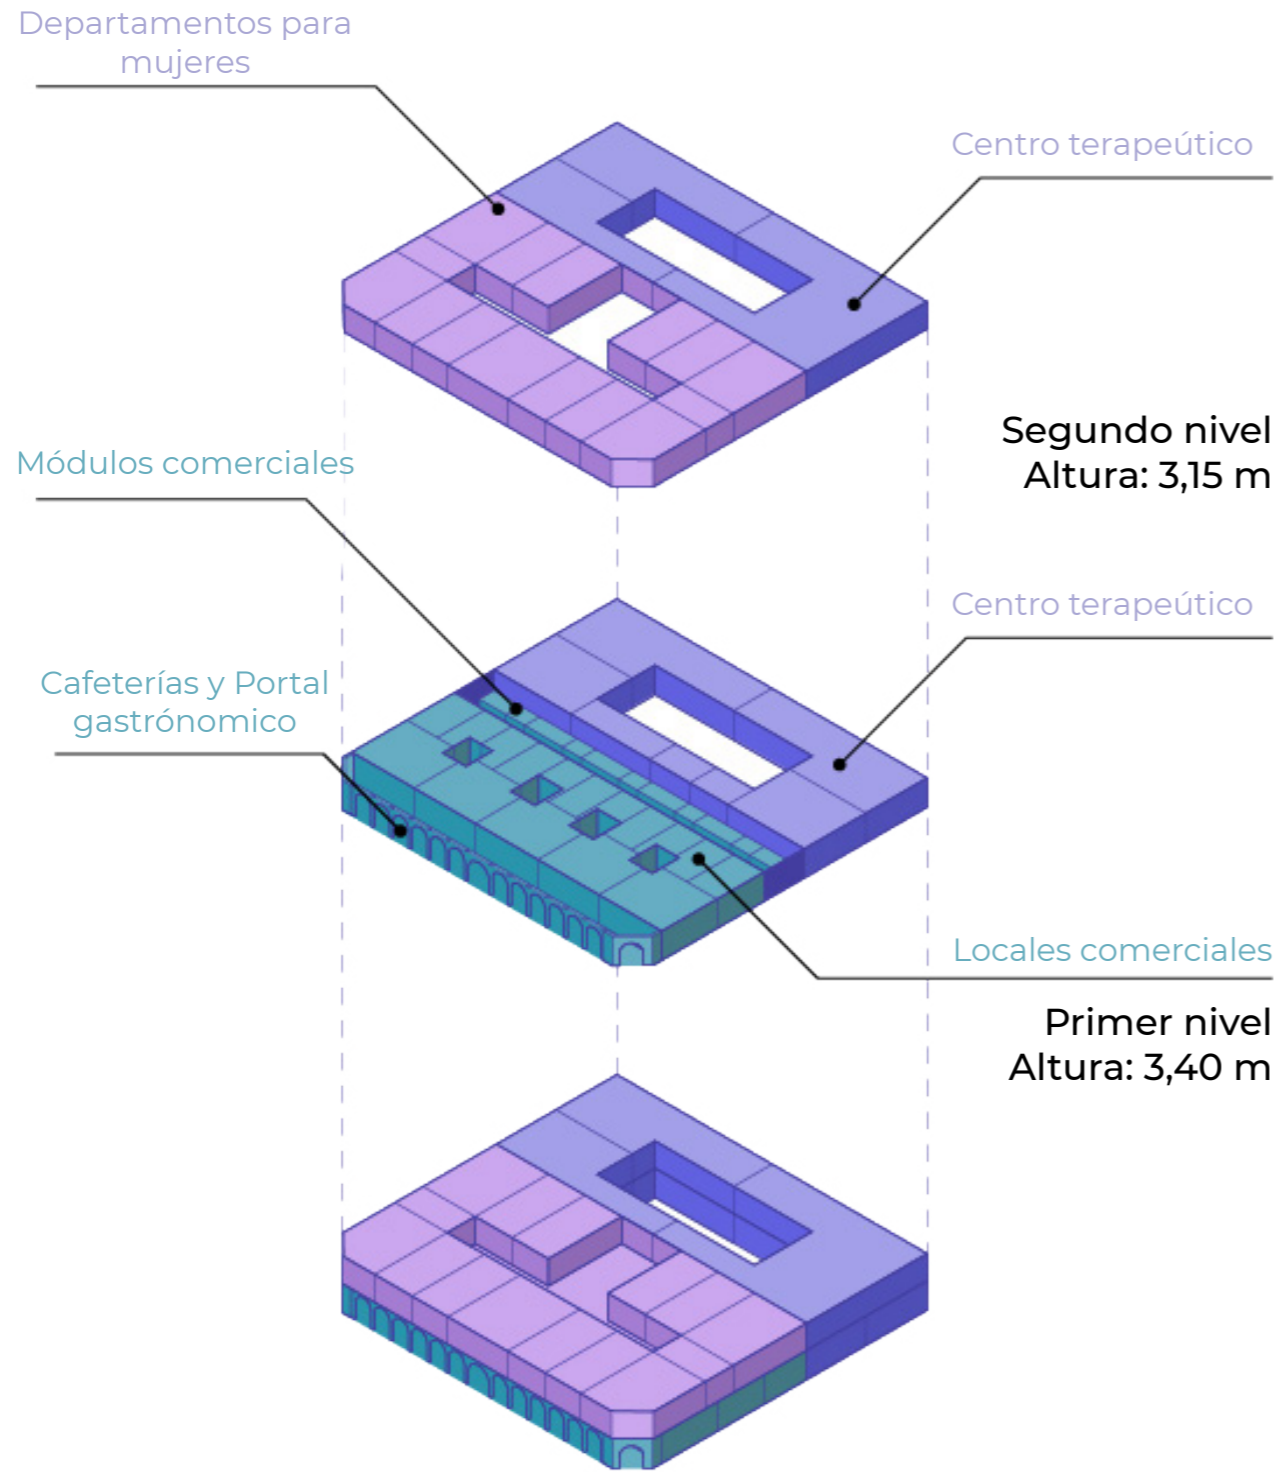 Departamentos para
mujeres
Centro terapeútico
Segundo nivel
Altura: 3,15 m
Módulos comerciales
Centro terapeútico
Cafeterías y Portal
gastrónomico
Locales comerciales
Primer nivel
Altura: 3,40 m